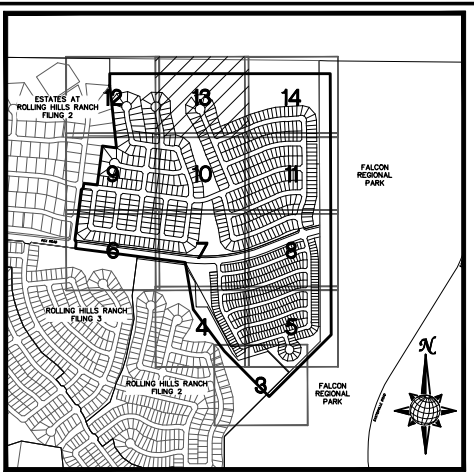 ESTATES AT
ROLLING HILLS RANCH
FILING 2
12
13
14
FALCON
REGIONAL
PARK
9
10
11
6
7
8
ROLLING HILLS RANCH
FILING 3
4
5
ROLLING HILLS RANCH
FILING 2
3
FALCON
REGIONAL
PARK
N